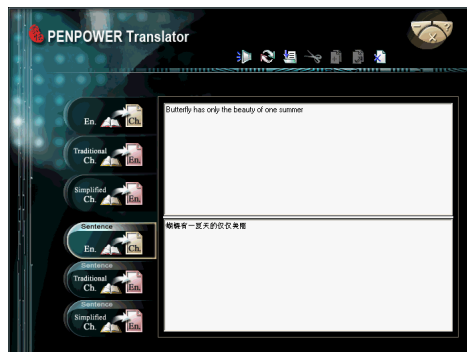 PENPOWER Translator
Butterfly has only the beauty of one summer
En. Ch.
Traditional
Ch. En.
Simplified
Ch. En.
蝴蝶有一夏天的仅仅美丽
Sentence
En. Ch.
Sentence
Traditional
Ch. En.
Sentence
Simplified
Ch. En.